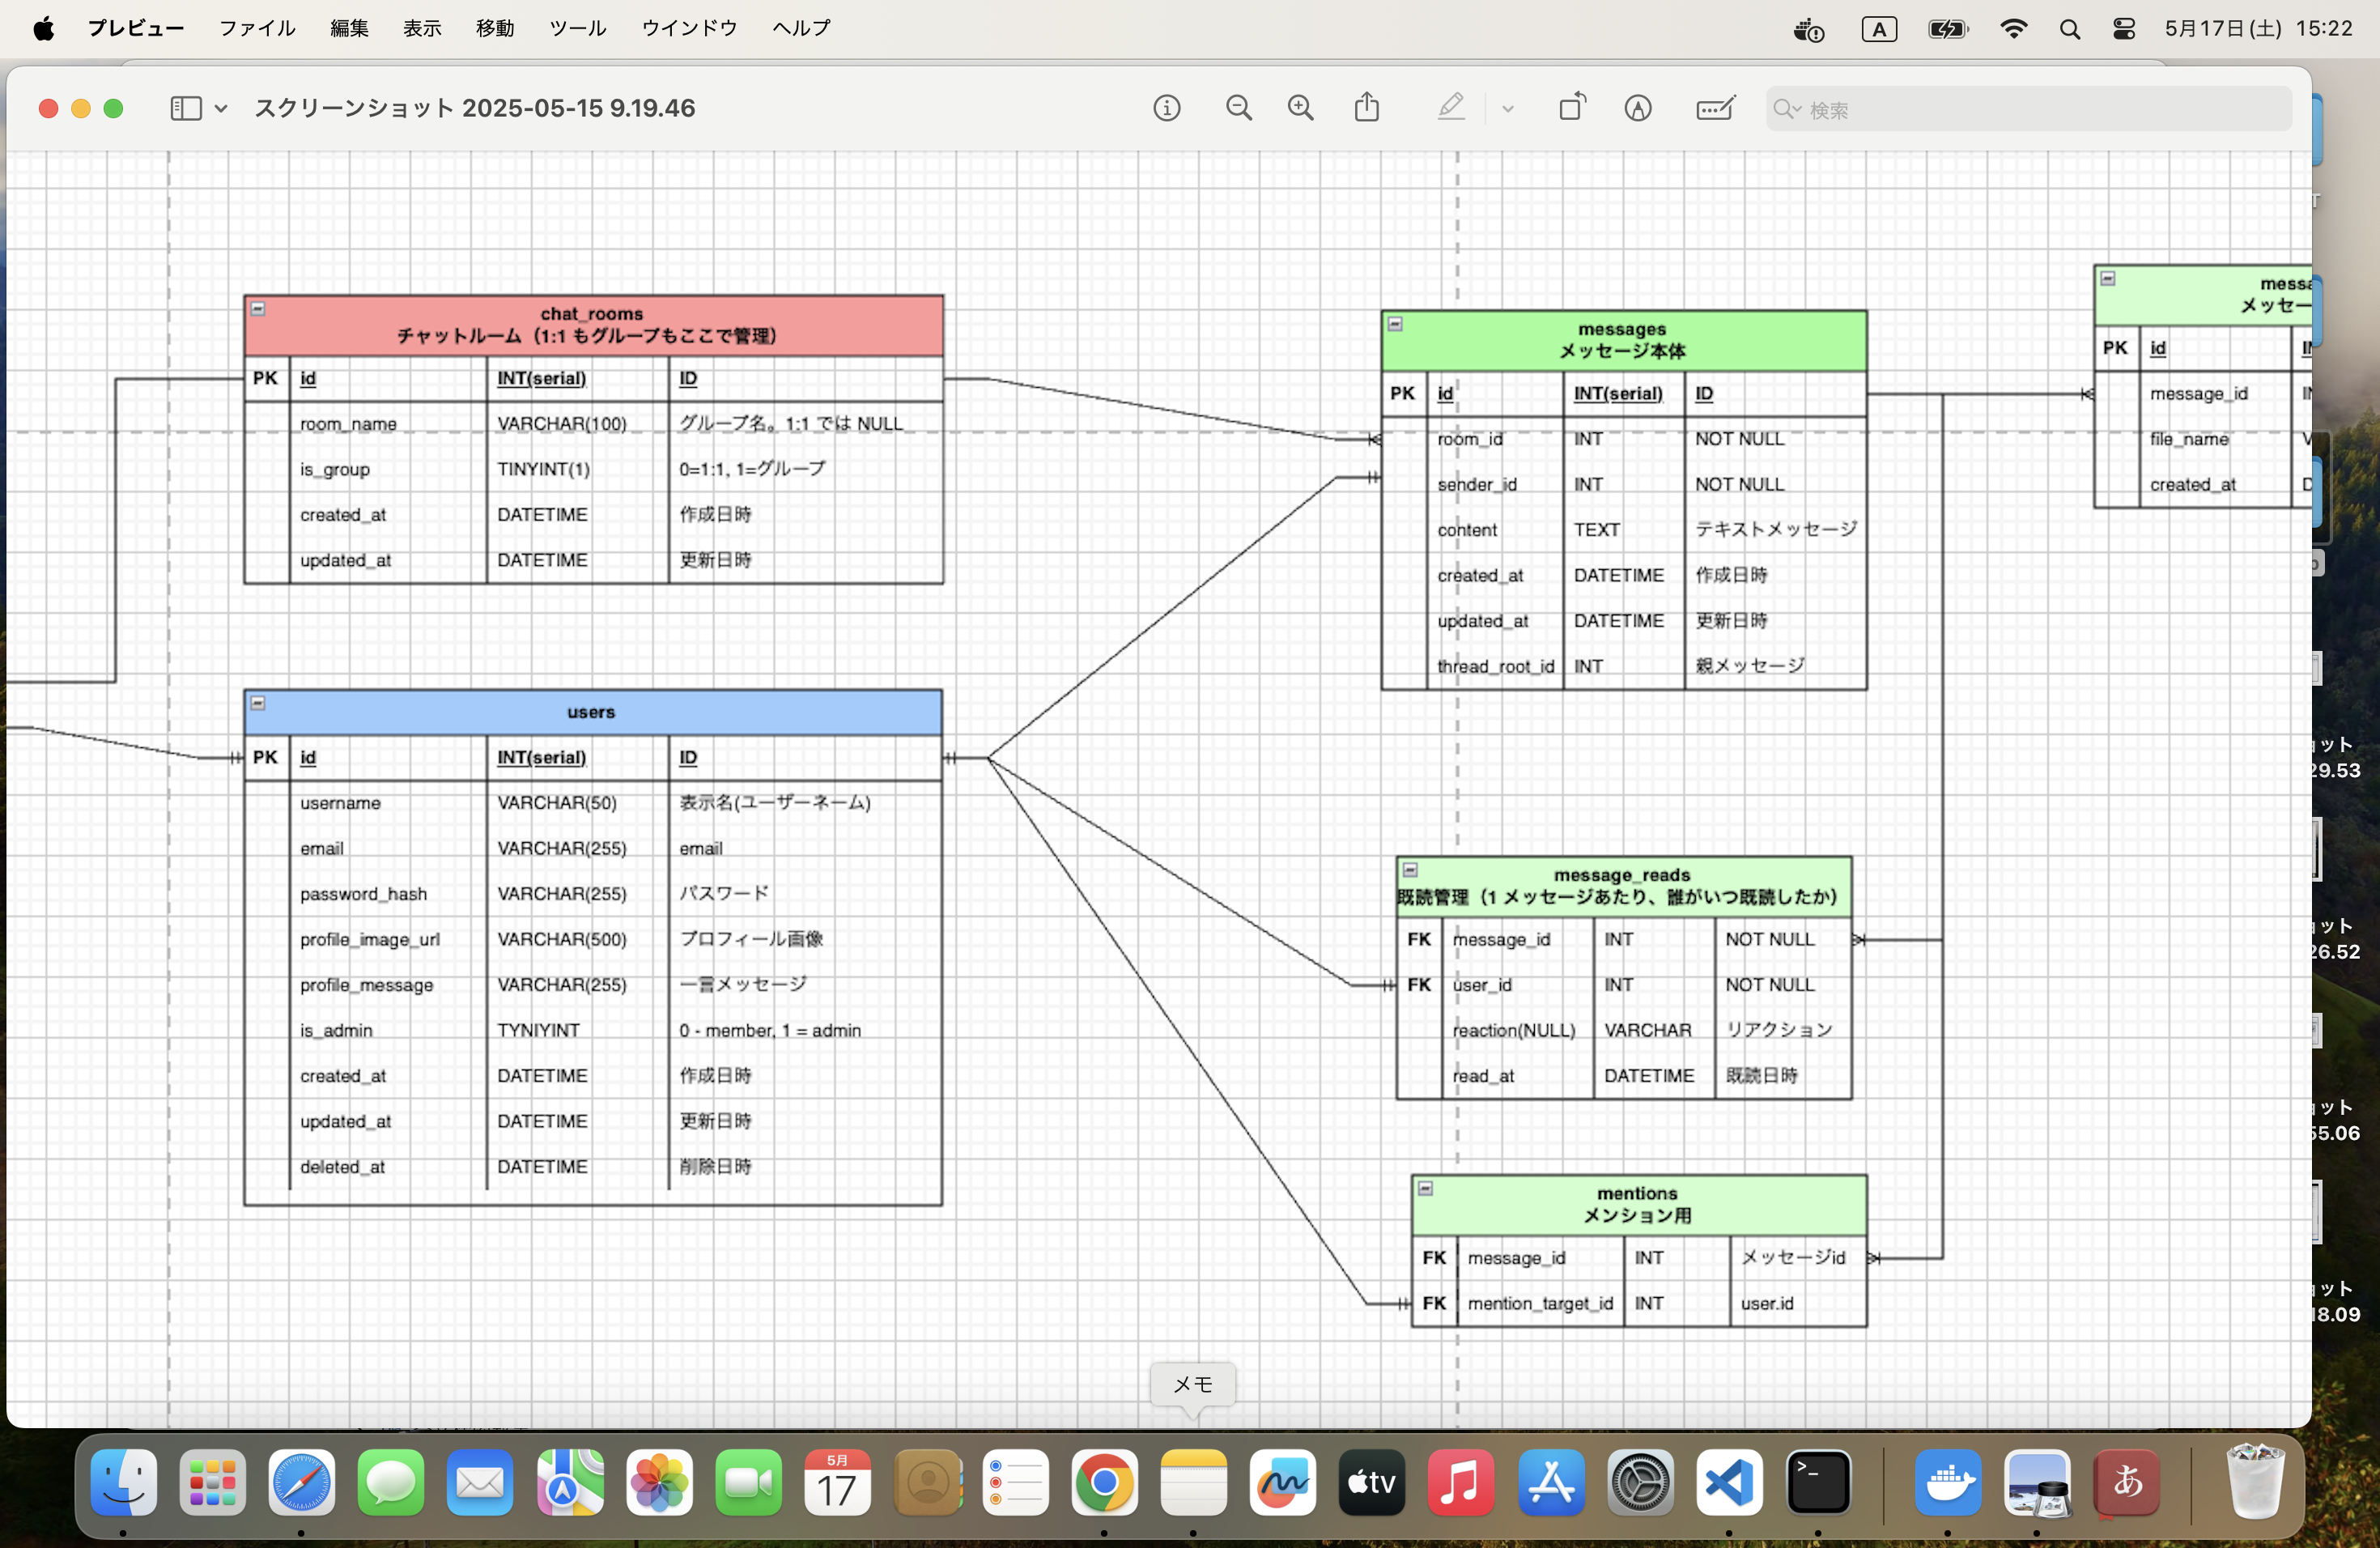 プレビュー ファイル 編集 表示 移動 ツール ウインドウ ヘルプ
A
5月17日(土) 15:22
スクリーンショット 2025-05-15 9.19.46
検索
chat_rooms
チャットルーム（1:1 もグループもここで管理）
PK id INT(serial) ID
room_name VARCHAR(100) グループ名。1:1 では NULL
is_group TINYINT(1) 0=1:1, 1=グループ
created_at DATETIME 作成日時
updated_at DATETIME 更新日時
users
PK id INT(serial) ID
username VARCHAR(50) 表示名(ユーザーネーム)
email VARCHAR(255) email
password_hash VARCHAR(255) パスワード
profile_image_url VARCHAR(500) プロフィール画像
profile_message VARCHAR(255) 一言メッセージ
is_admin TYNIYINT 0 - member, 1 = admin
created_at DATETIME 作成日時
updated_at DATETIME 更新日時
deleted_at DATETIME 削除日時
messages
メッセージ本体
PK id INT(serial) ID
room_id INT NOT NULL
sender_id INT NOT NULL
content TEXT テキストメッセージ
created_at DATETIME 作成日時
updated_at DATETIME 更新日時
thread_root_id INT 親メッセージ
messa
メッセー
PK id
message_id
file_name
created_at
message_reads
既読管理（1 メッセージあたり、誰がいつ既読したか）
FK message_id INT NOT NULL
FK user_id INT NOT NULL
reaction(NULL) VARCHAR リアクション
read_at DATETIME 既読日時
mentions
メンション用
FK message_id INT メッセージid
FK mention_target_id INT user.id
ョット
29.53
ョット
26.52
ョット
55.06
ョット
18.09
メモ
5月
17
tv
あ